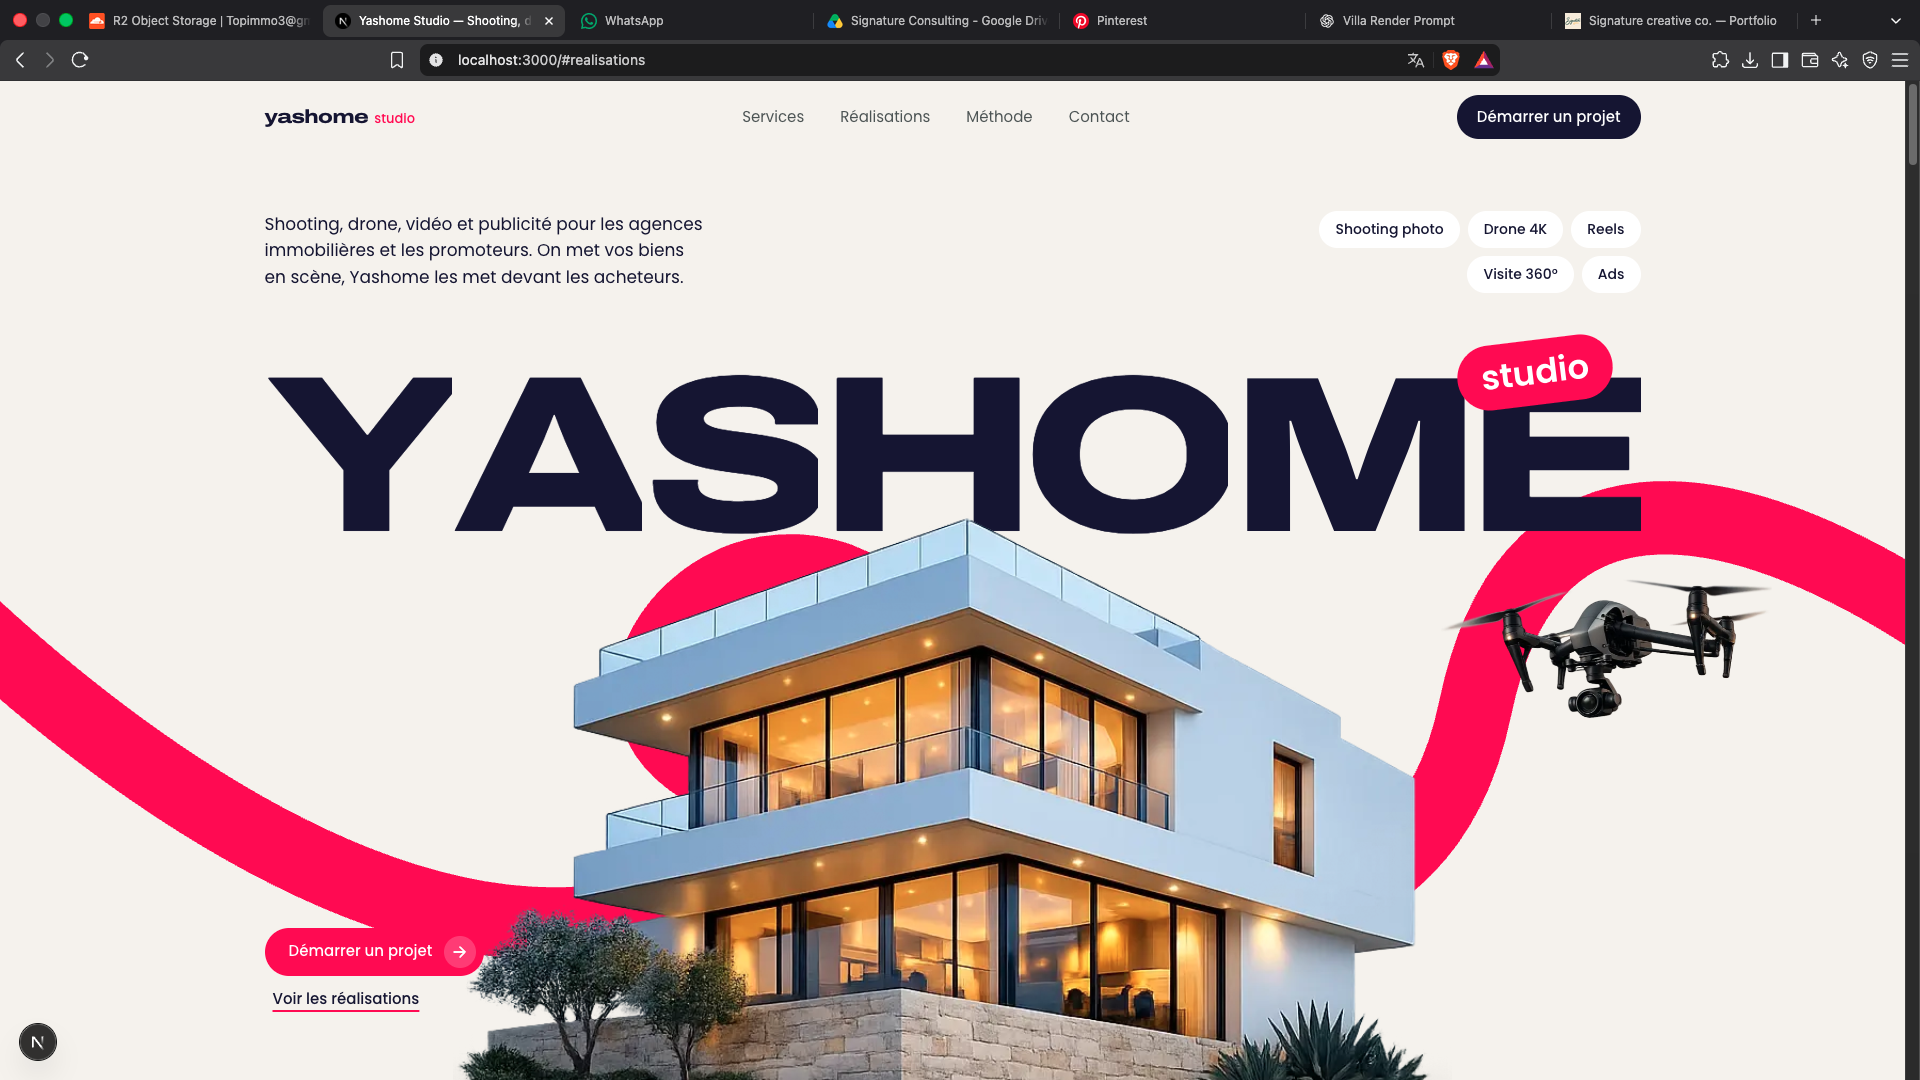 R2 Object Storage | Topimmo3@gm
Yashome Studio — Shooting, d
WhatsApp
Signature Consulting - Google Driv
Pinterest
Villa Render Prompt
Signature creative co. — Portfolio
localhost:3000/#realisations
yashome studio
Services
Réalisations
Méthode
Contact
Démarrer un projet
Shooting, drone, vidéo et publicité pour les agences
immobilières et les promoteurs. On met vos biens
en scène, Yashome les met devant les acheteurs.
Shooting photo
Drone 4K
Reels
Visite 360°
Ads
studio
YASHOME
Démarrer un projet
Voir les réalisations
N